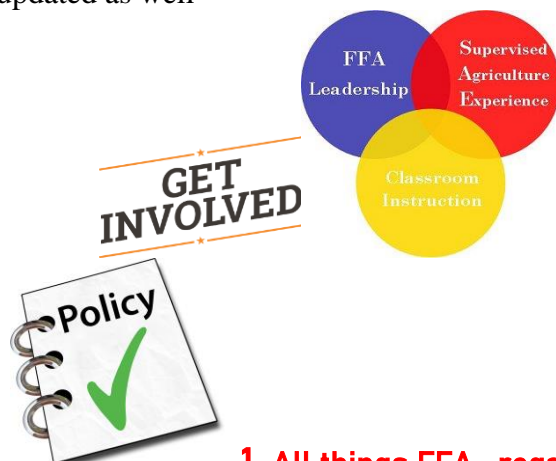 updated as well
FFA
Leadership
Supervised
Agriculture
Experience
Classroom
Instruction
GET
INVOLVED
Policy
1. All things FFA